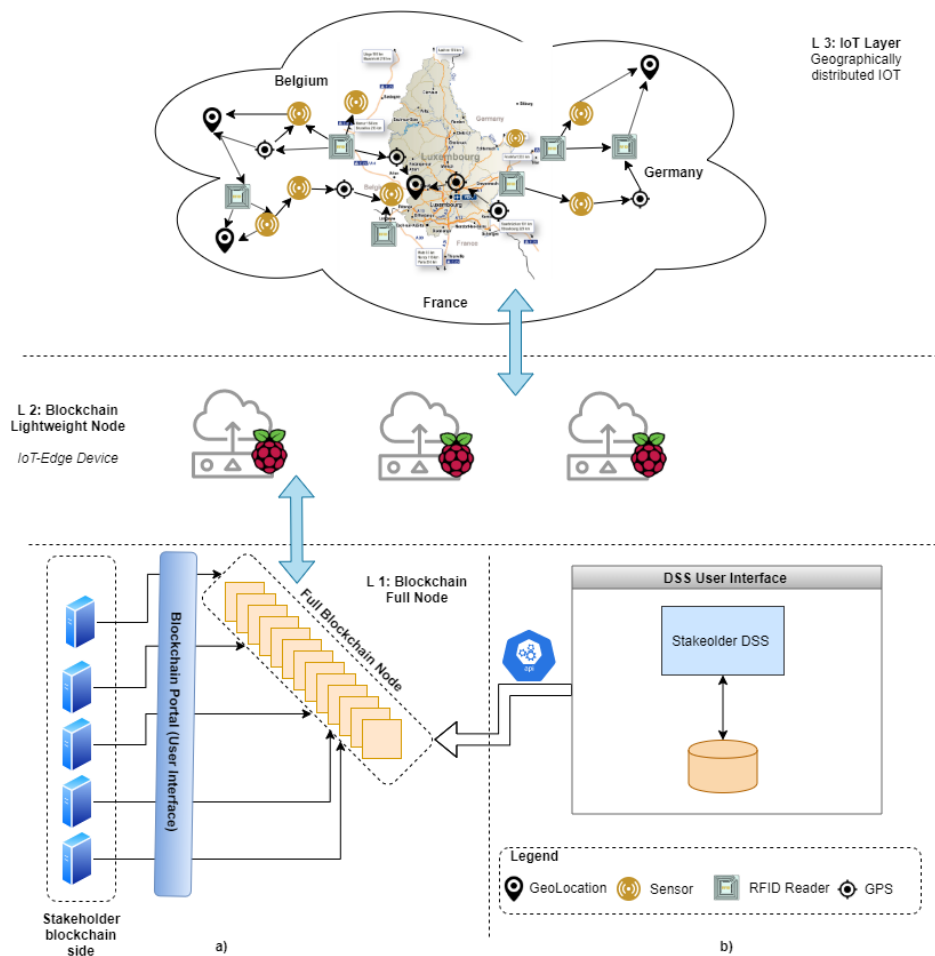 L 3: IoT Layer
Geographically
distributed IOT
Belgium
Germany
Luxembourg
Germany
Luxembourg
France
France
L 2: Blockchain
Lightweight Node
IoT-Edge Device
L 1: Blockchain
Full Node
Blockchain Portal (User Interface)
Full Blockchain Node
api
DSS User Interface
Stakeolder DSS
Legend
GeoLocation
Sensor
RFID Reader
GPS
Stakeholder
blockchain
side
a)
b)